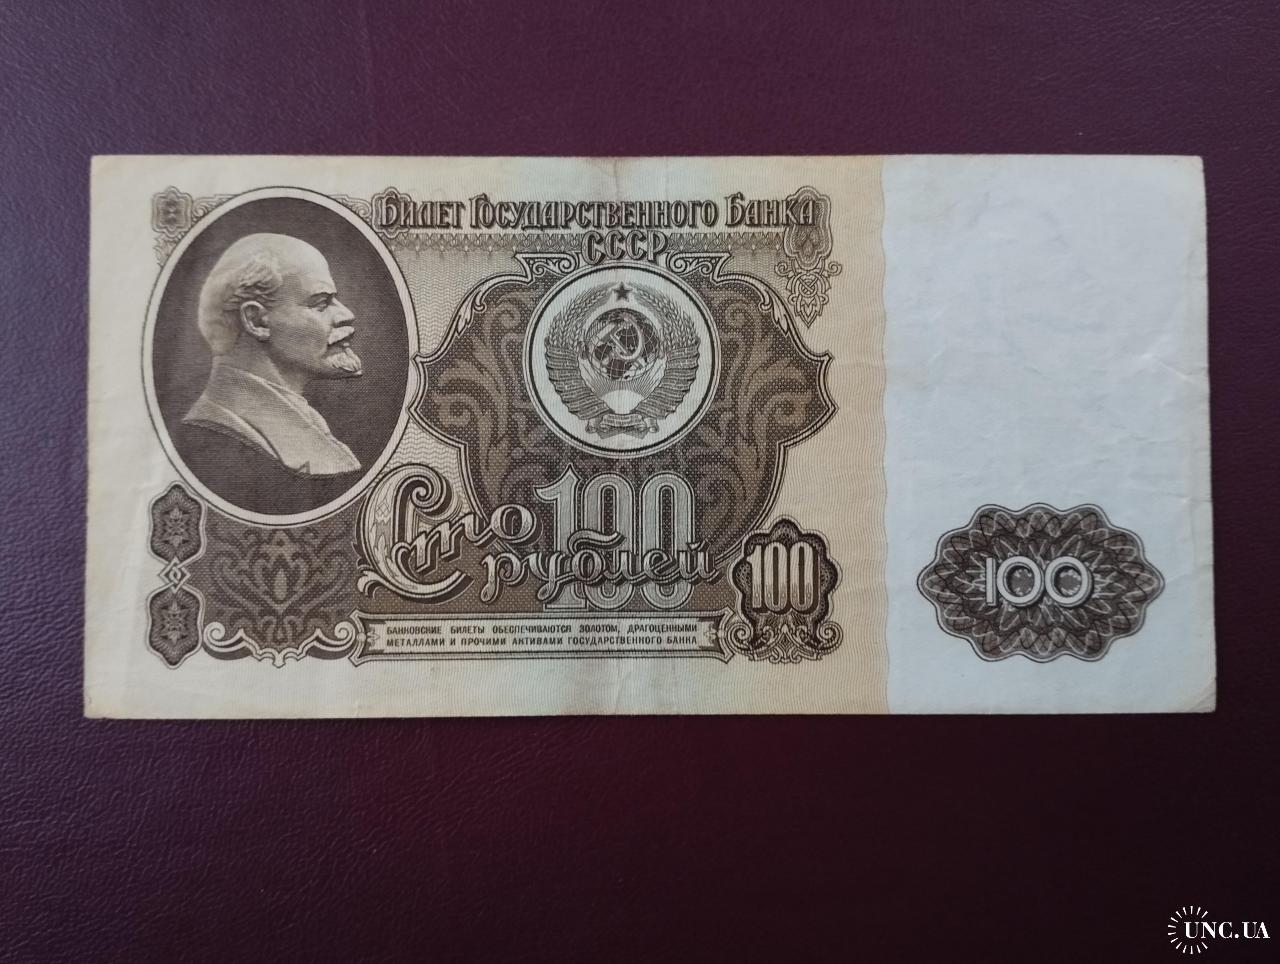 Билет Государственного Банка
СССР
Сто
100
рублей
100
100
БАНКОВСКИЕ БИЛЕТЫ ОБЕСПЕЧИВАЮТСЯ ЗОЛОТОМ, ДРАГОЦЕННЫМИ
МЕТАЛЛАМИ И ПРОЧИМИ АКТИВАМИ ГОСУДАРСТВЕННОГО БАНКА
UNC.UA